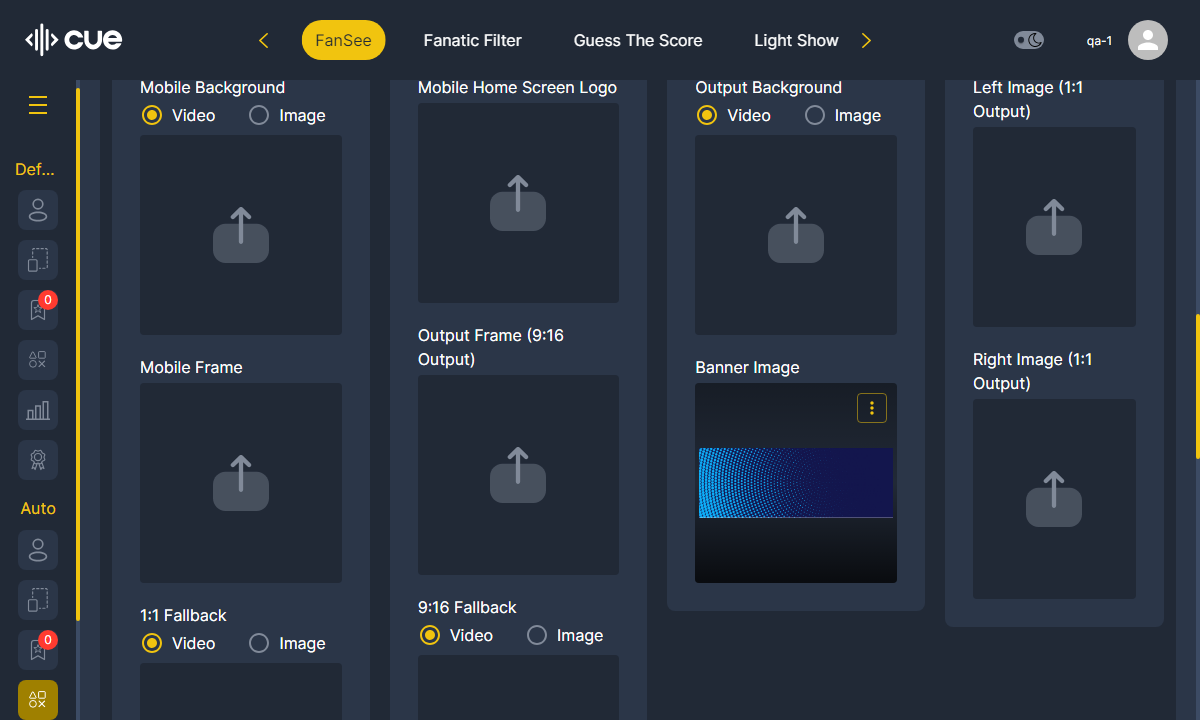 cue
FanSee
Fanatic Filter
Guess The Score
Light Show
qa-1
Def...
0
Auto
0
Mobile Background
Video
Image
Mobile Frame
1:1 Fallback
Video
Image
Mobile Home Screen Logo
Output Frame (9:16
Output)
9:16 Fallback
Video
Image
Output Background
Video
Image
Banner Image
Left Image (1:1
Output)
Right Image (1:1
Output)